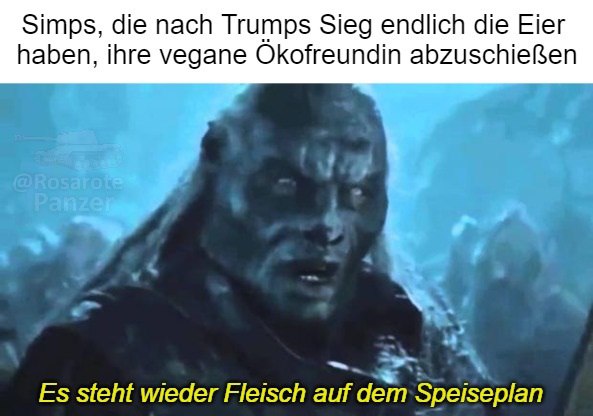 Simps, die nach Trumps Sieg endlich die Eier
haben, ihre vegane Ökofreundin abzuschießen
@Rosarote
Panzer
Es steht wieder Fleisch auf dem Speiseplan